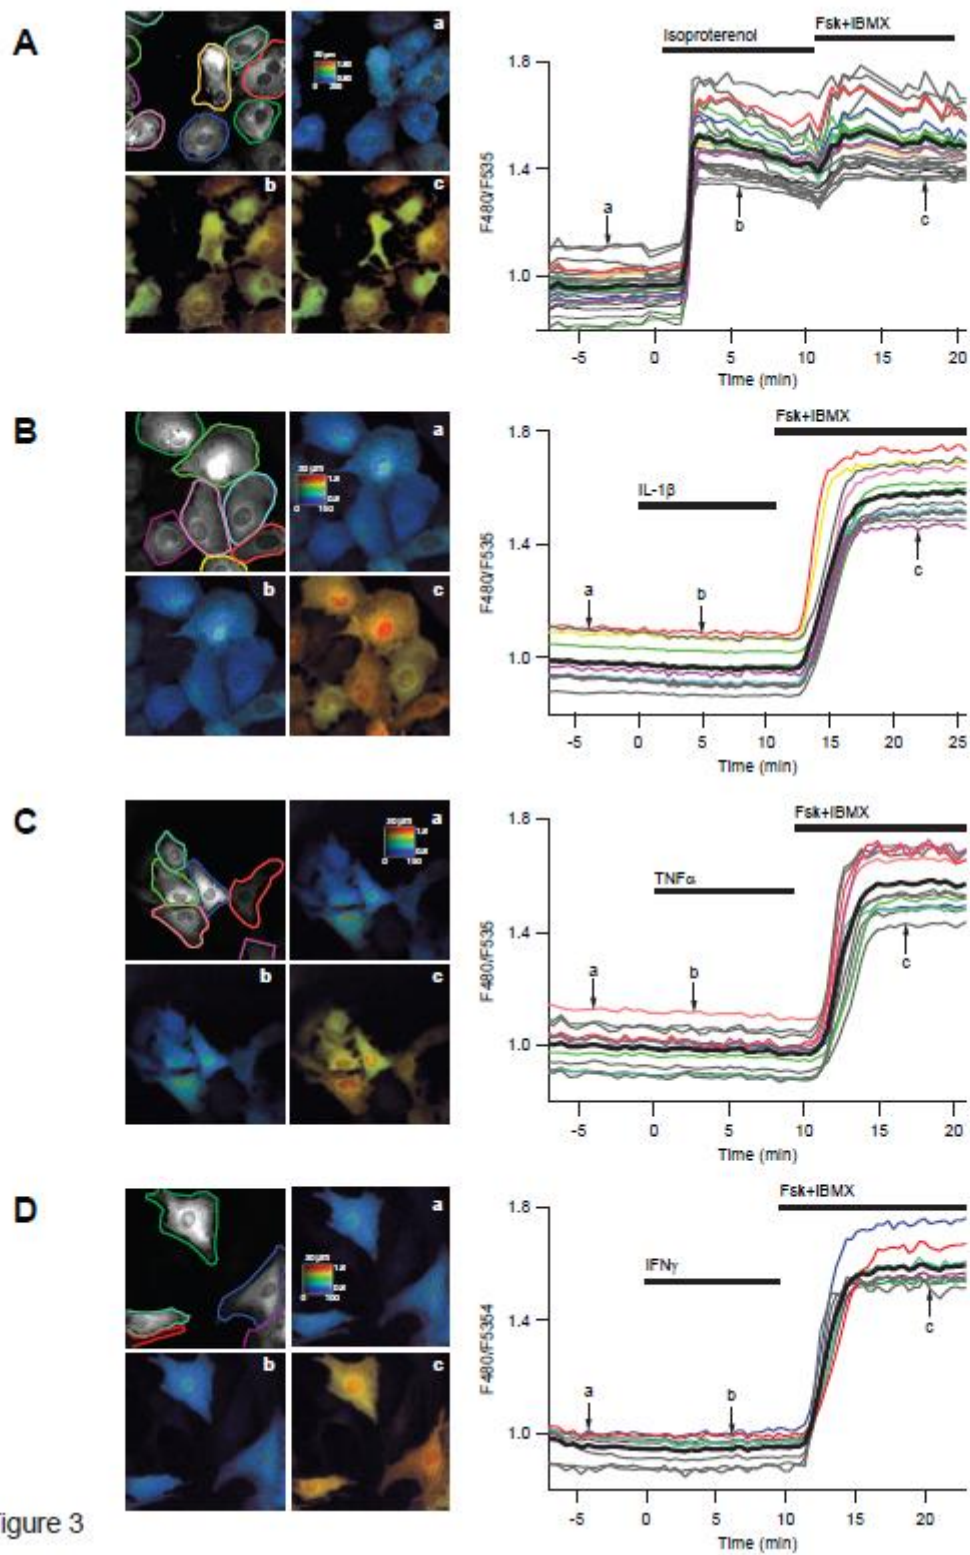 A
a
Isoproterenol
Fsk+IBMX
1.8
1.4
1.0
F480/F535
a
b
c
b
c
-5
0
5
10
15
20
Time (min)
B
a
Fsk+IBMX
1.8
IL-1β
1.4
1.0
F480/F535
a
b
c
b
c
-5
0
5
10
15
20
25
Time (min)
C
a
Fsk+IBMX
1.8
TNFα
1.4
1.0
F480/F535
a
b
c
b
c
-5
0
5
10
15
20
Time (min)
D
a
Fsk+IBMX
1.8
IFNγ
1.4
1.0
F480/F5354
a
b
c
b
c
-5
0
5
10
15
20
Time (min)
igure 3